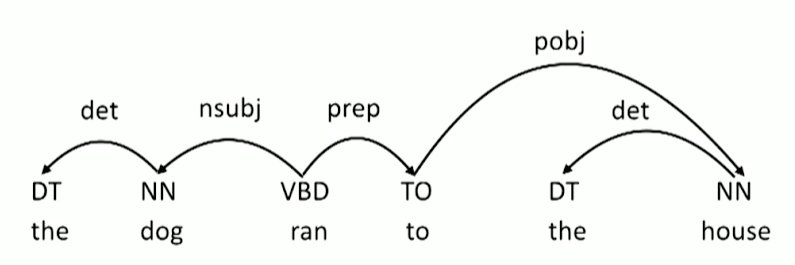 pobj
det nsubj prep det
DT NN VBD TO DT NN
the dog ran to the house